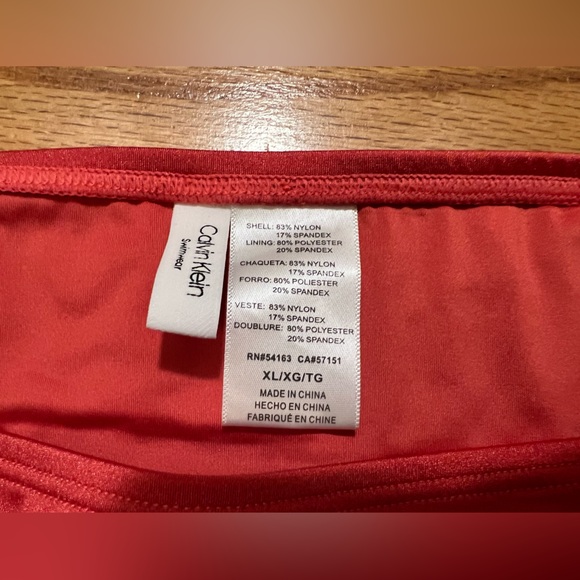 Calvin Klein
swimwear
SHELL: 83% NYLON
17% SPANDEX
LINING: 80% POLYESTER
20% SPANDEX
CHAQUETA: 83% NYLON
17% SPANDEX
FORRO: 80% POLIESTER
20% SPANDEX
VESTE: 83% NYLON
17% SPANDEX
DOUBLURE: 80% POLYESTER
20% SPANDEX
RN#54163 CA#57151
XL/XG/TG
MADE IN CHINA
HECHO EN CHINA
FABRIQUÉ EN CHINE